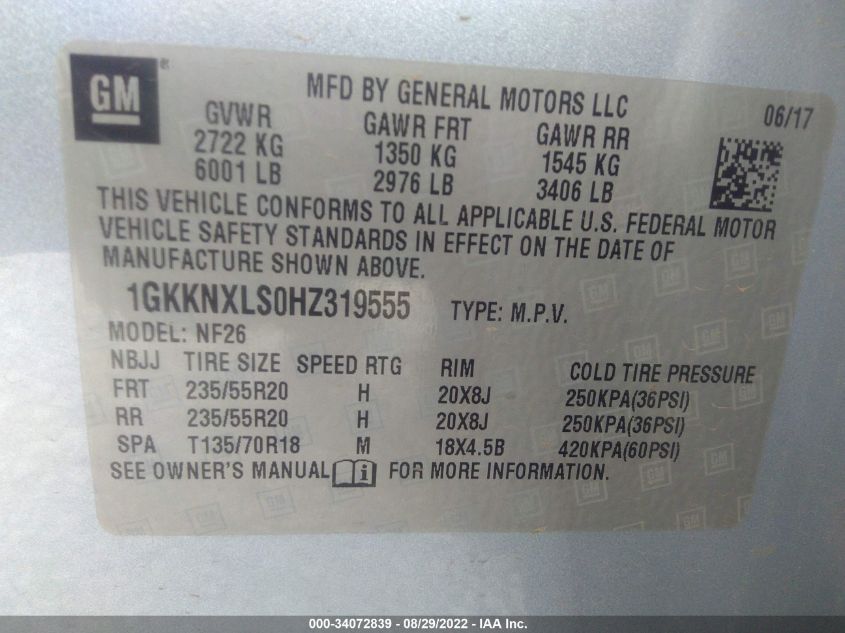 GM ®
MFD BY GENERAL MOTORS LLC 06/17
GVWR GAWR FRT GAWR RR
2722 KG 1350 KG 1545 KG
6001 LB 2976 LB 3406 LB
THIS VEHICLE CONFORMS TO ALL APPLICABLE U.S. FEDERAL MOTOR
VEHICLE SAFETY STANDARDS IN EFFECT ON THE DATE OF
MANUFACTURE SHOWN ABOVE.
1GKKNXLS0HZ319555 TYPE: M.P.V.
MODEL: NF26
NBJJ TIRE SIZE SPEED RTG RIM COLD TIRE PRESSURE
FRT 235/55R20 H 20X8J 250KPA(36PSI)
RR 235/55R20 H 20X8J 250KPA(36PSI)
SPA T135/70R18 M 18X4.5B 420KPA(60PSI)
SEE OWNER'S MANUAL i FOR MORE INFORMATION.
000-34072839 - 08/29/2022 - IAA Inc.